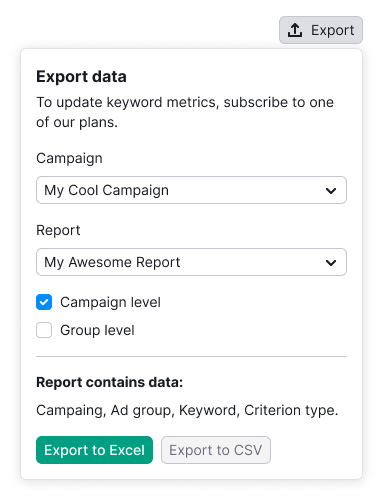 Export
Export data
To update keyword metrics, subscribe to one
of our plans.
Campaign
My Cool Campaign
Report
My Awesome Report
Campaign level
Group level
Report contains data:
Campaing, Ad group, Keyword, Criterion type.
Export to Excel
Export to CSV